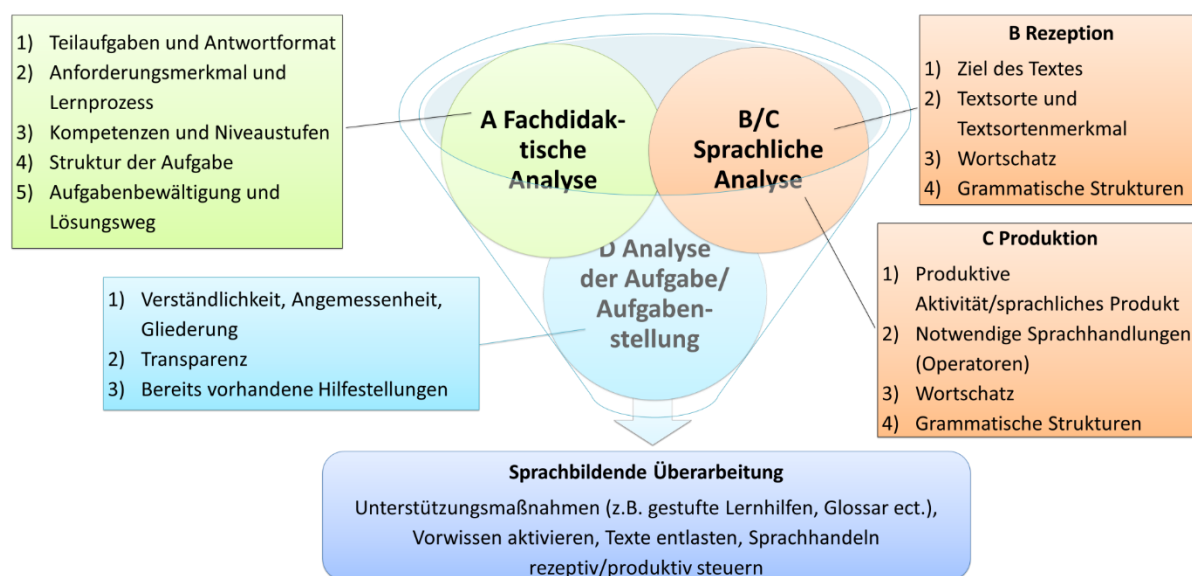 1) Teilaufgaben und Antwortformat
2) Anforderungsmerkmal und
Lernprozess
3) Kompetenzen und Niveaustufen
4) Struktur der Aufgabe
5) Aufgabenbewältigung und
Lösungsweg
A Fachdidak-
tische
Analyse
B/C
Sprachliche
Analyse
B Rezeption
1) Ziel des Textes
2) Textsorte und
Textsortenmerkmal
3) Wortschatz
4) Grammatische Strukturen
D Analyse
der Aufgabe/
Aufgaben-
stellung
C Produktion
1) Produktive
Aktivität/sprachliches Produkt
2) Notwendige Sprachhandlungen
(Operatoren)
3) Wortschatz
4) Grammatische Strukturen
1) Verständlichkeit, Angemessenheit,
Gliederung
2) Transparenz
3) Bereits vorhandene Hilfestellungen
Sprachbildende Überarbeitung
Unterstützungsmaßnahmen (z.B. gestufte Lernhilfen, Glossar ect.),
Vorwissen aktivieren, Texte entlasten, Sprachhandeln
rezeptiv/produktiv steuern